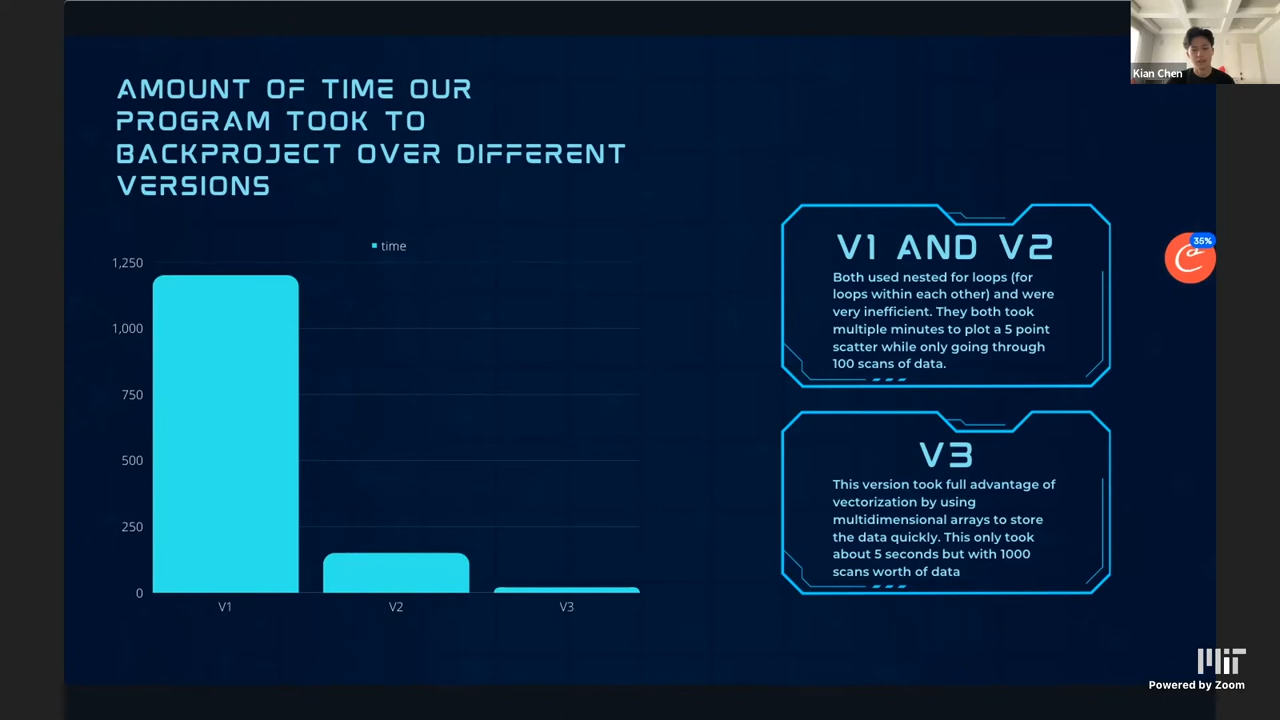 AMOUNT OF TIME OUR
PROGRAM TOOK TO
BACKPROJECT OVER DIFFERENT
VERSIONS
time
1,250
1,000
750
500
250
0
V1
V2
V3
V1 AND V2
Both used nested for loops (for
loops within each other) and were
very inefficient. They both took
multiple minutes to plot a 5 point
scatter while only going through
100 scans of data.
V3
This version took full advantage of
vectorization by using
multidimensional arrays to store
the data quickly. This only took
about 5 seconds but with 1000
scans worth of data
Kian Chen
35%
MIT
Powered by Zoom